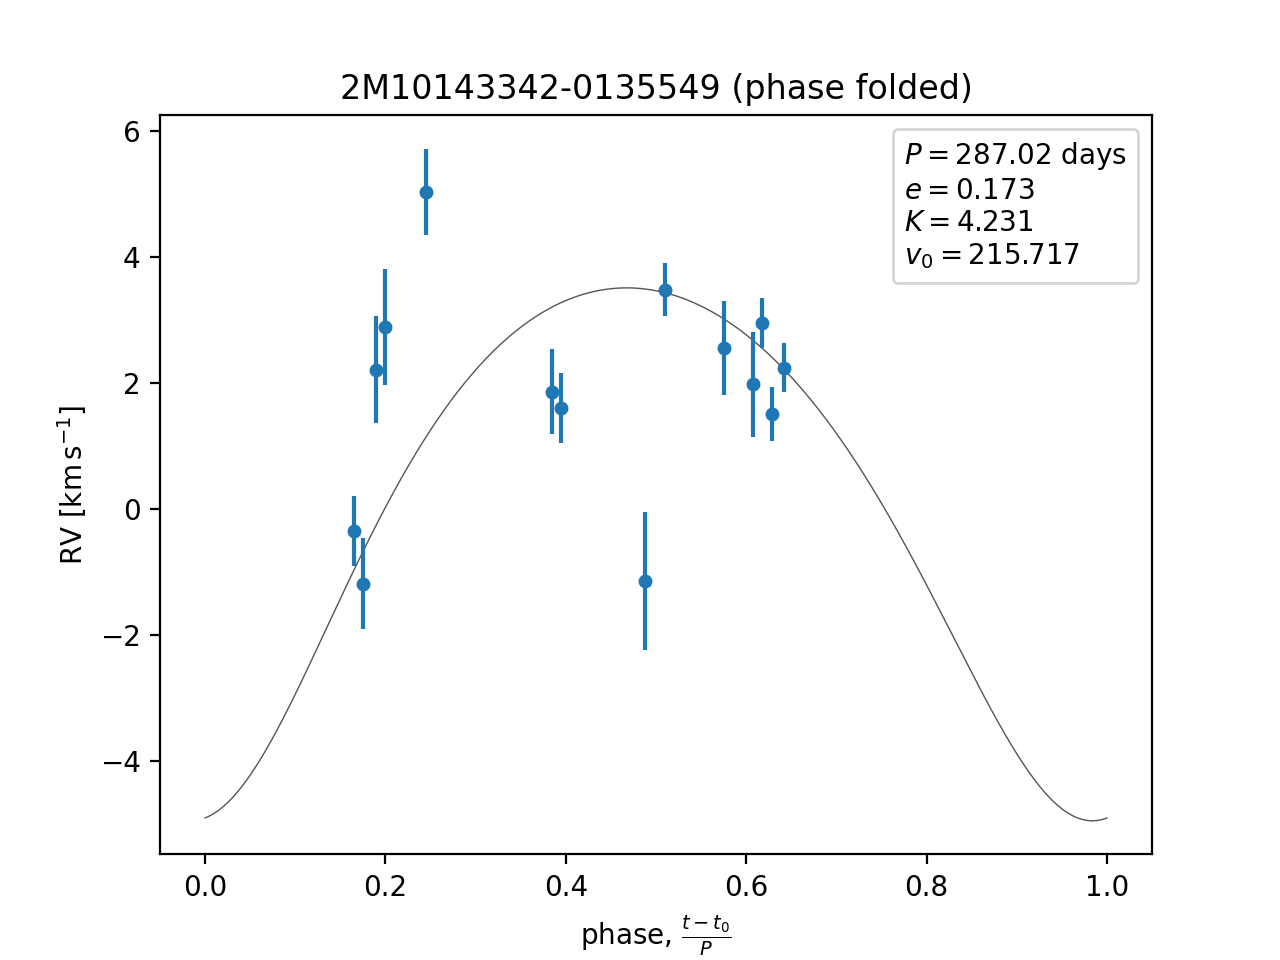 2M10143342-0135549 (phase folded)
P = 287.02 days
e = 0.173
K = 4.231
v₀ = 215.717
6
4
2
0
−2
−4
RV [km s⁻¹]
0.0 0.2 0.4 0.6 0.8 1.0
phase, (t − t₀)/P